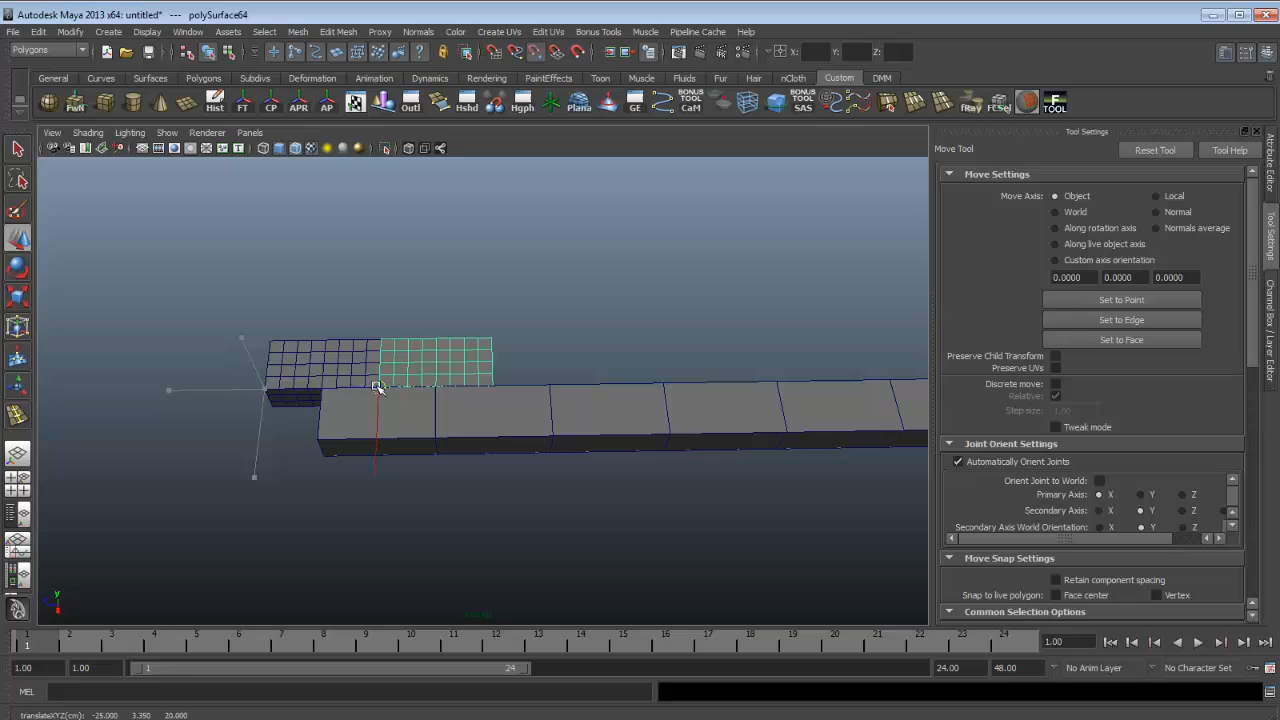 Autodesk Maya 2013 x64: untitled* --- polySurface64
File Edit Modify Create Display Window Assets Select Mesh Edit Mesh Proxy Normals Color Create UVs Edit UVs Bonus Tools Muscle Pipeline Cache Help
Polygons X: Y: Z:
General Curves Surfaces Polygons Subdivs Deformation Animation Dynamics Rendering PaintEffects Toon Muscle Fluids Fur Hair nCloth Custom DMM
Hist FT CP APR AP Outl Hshd Hgph Plana GE BONUS TOOL CaM BONUS TOOL SAS fRay FCSel F TOOL
View Shading Lighting Show Renderer Panels
Tool Settings
Move Tool Reset Tool Tool Help
Move Settings
Move Axis: Object Local
World Normal
Along rotation axis Normals average
Along live object axis
Custom axis orientation
0.0000 0.0000 0.0000
Set to Point
Set to Edge
Set to Face
Preserve Child Transform
Preserve UVs
Discrete move:
Relative:
Step size: 1.00
Tweak mode
Joint Orient Settings
Automatically Orient Joints
Orient Joint to World:
Primary Axis: X Y Z
Secondary Axis: X Y Z
Secondary Axis World Orientation: X Y Z
Move Snap Settings
Retain component spacing
Snap to live polygon: Face center Vertex
Common Selection Options
Attribute Editor
Tool Settings
Channel Box / Layer Editor
y
persp
1 2 3 4 5 6 7 8 9 10 11 12 13 14 15 16 17 18 19 20 21 22 23 24
1 1.00
1.00 1.00 1 24 24.00 48.00 No Anim Layer No Character Set
MEL
translateXYZ(cm): -25.000 3.350 20.000